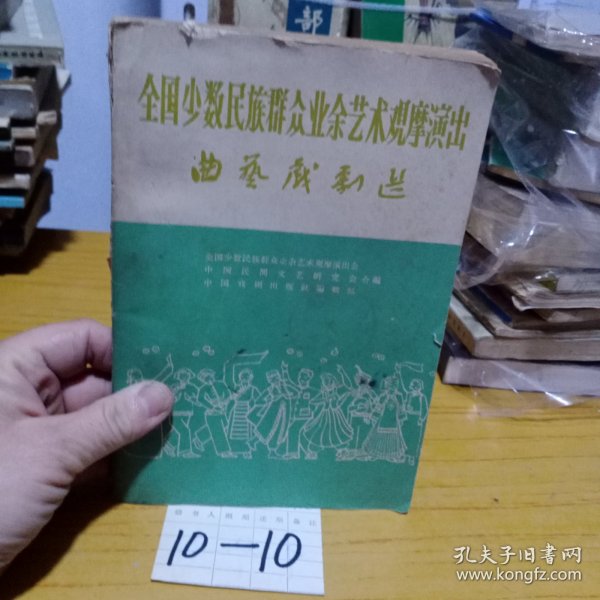 部
全国少数民族群众业余艺术观摩演出
曲艺戏剧选
全国少数民族群众业余艺术观摩演出会
中国民间文艺研究会合编
中国戏剧出版社编辑部
10—10
孔夫子旧书网
www.kongfz.com